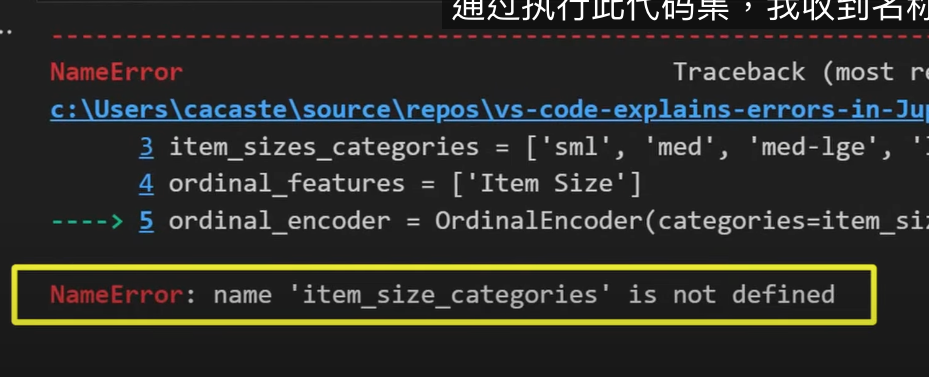 通过执行此代码集，我收到名称
NameError Traceback (most
c:\Users\cacaste\source\repos\vs-code-explains-errors-in-Jup
3 item_sizes_categories = ['sml', 'med', 'med-lge', '
4 ordinal_features = ['Item Size']
----> 5 ordinal_encoder = OrdinalEncoder(categories=item_siz
NameError: name 'item_size_categories' is not defined